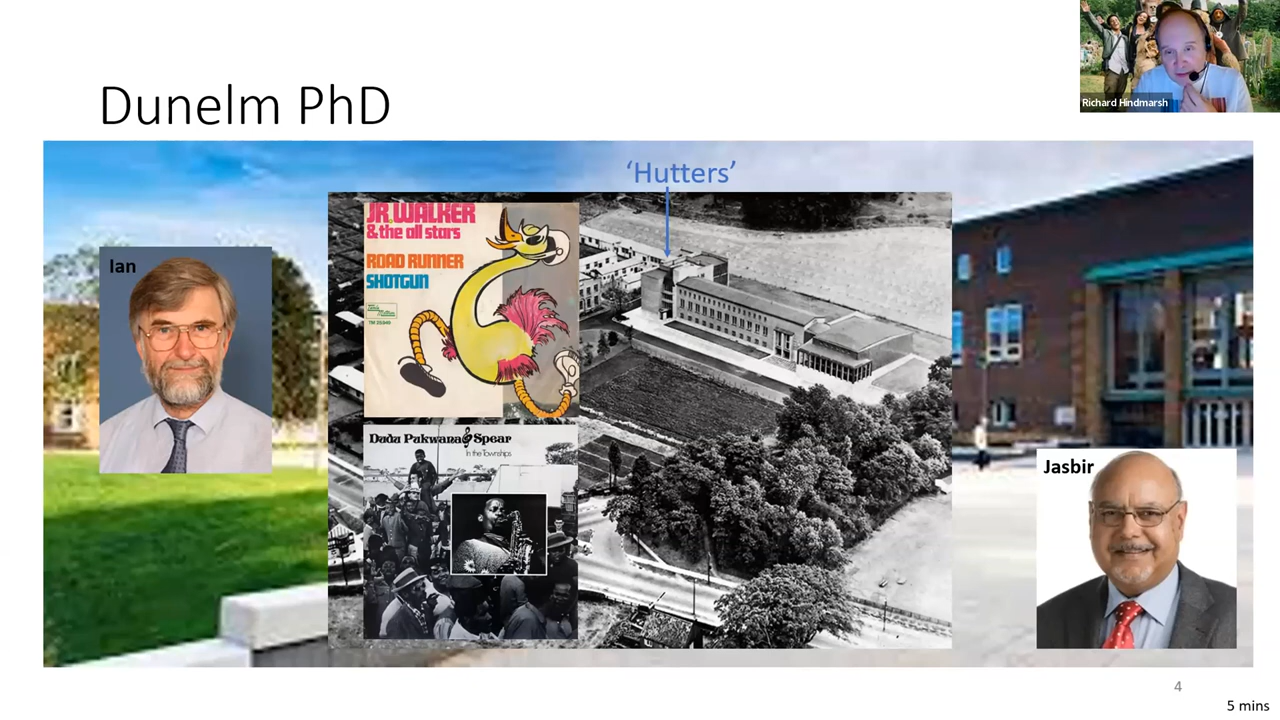 Richard Hindmarsh
Dunelm PhD
'Hutters'
Ian
JR. WALKER
& the all stars
ROAD RUNNER
SHOTGUN
Dudu Pukwana & Spear
In the Townships
Jasbir
4
5 mins